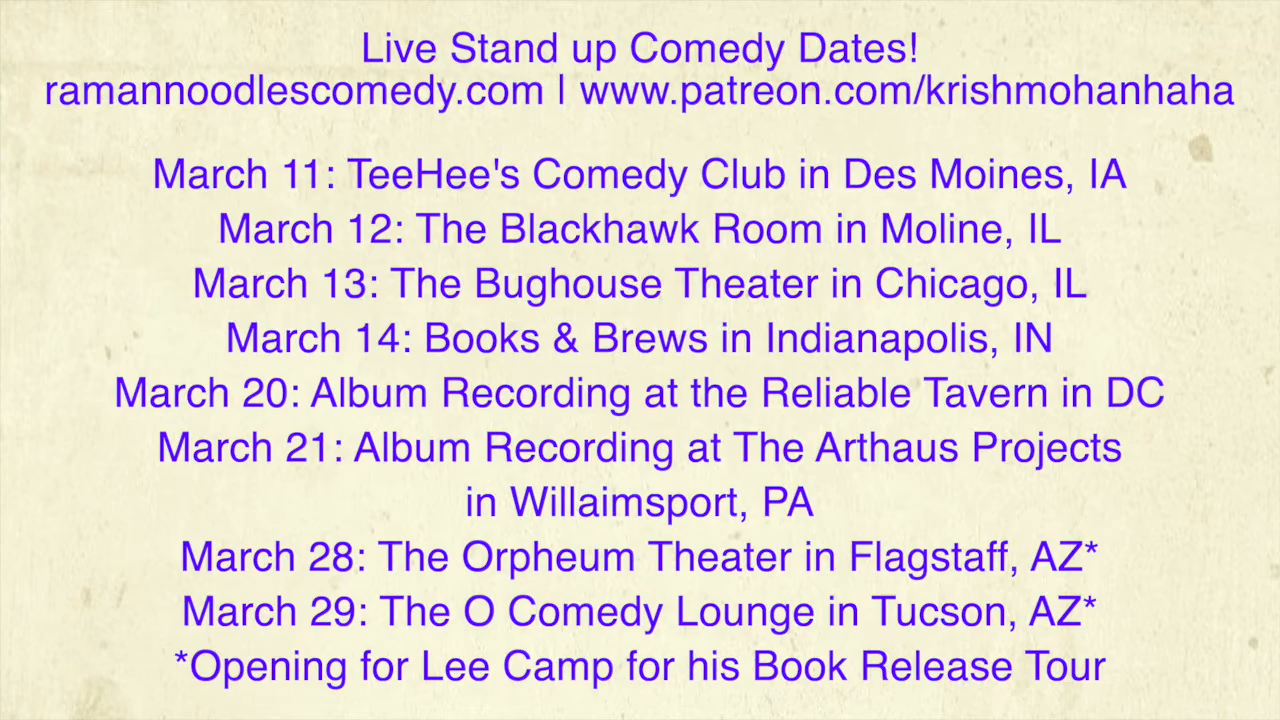 Live Stand up Comedy Dates!
ramannoodlescomedy.com | www.patreon.com/krishmohanhaha
March 11: TeeHee's Comedy Club in Des Moines, IA
March 12: The Blackhawk Room in Moline, IL
March 13: The Bughouse Theater in Chicago, IL
March 14: Books & Brews in Indianapolis, IN
March 20: Album Recording at the Reliable Tavern in DC
March 21: Album Recording at The Arthaus Projects
in Willaimsport, PA
March 28: The Orpheum Theater in Flagstaff, AZ*
March 29: The O Comedy Lounge in Tucson, AZ*
*Opening for Lee Camp for his Book Release Tour